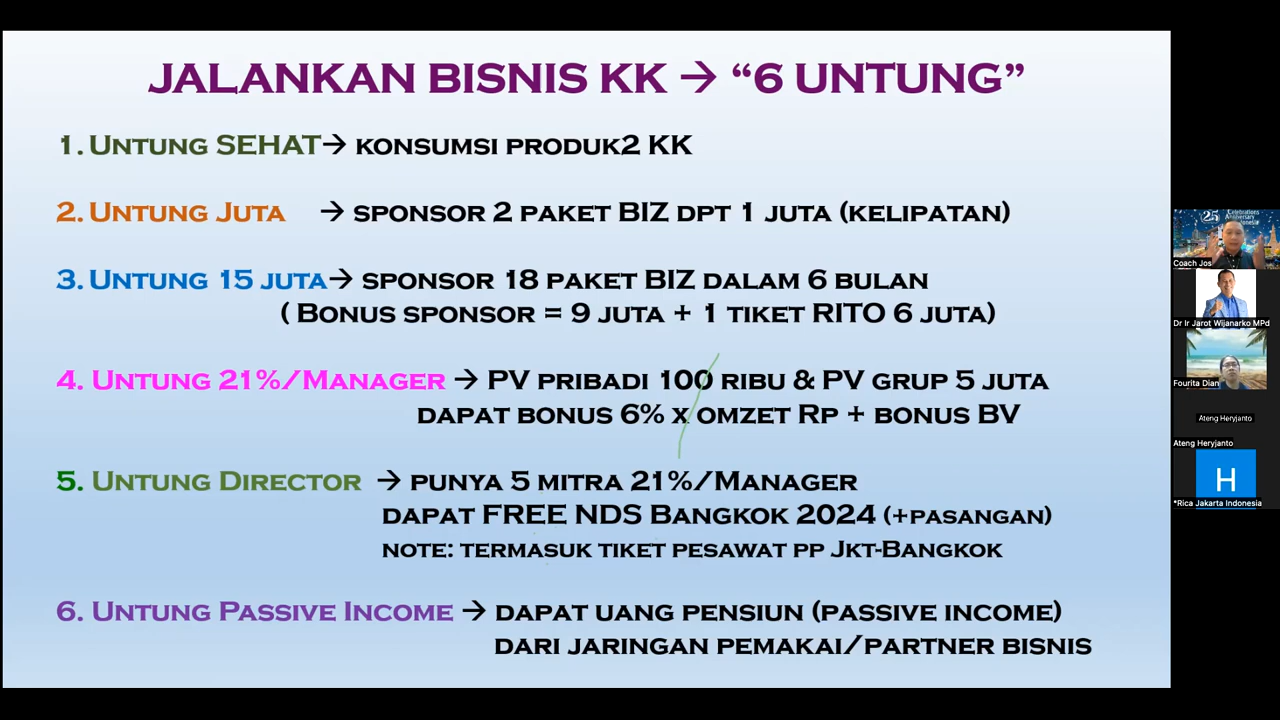 JALANKAN BISNIS KK → “6 UNTUNG”
1. UNTUNG SEHAT→ KONSUMSI PRODUK2 KK
2. UNTUNG JUTA → SPONSOR 2 PAKET BIZ DPT 1 JUTA (KELIPATAN)
3. UNTUNG 15 JUTA→ SPONSOR 18 PAKET BIZ DALAM 6 BULAN
( BONUS SPONSOR = 9 JUTA + 1 TIKET RITO 6 JUTA)
4. UNTUNG 21%/MANAGER → PV PRIBADI 100 RIBU & PV GRUP 5 JUTA
DAPAT BONUS 6% X OMZET RP + BONUS BV
5. UNTUNG DIRECTOR → PUNYA 5 MITRA 21%/MANAGER
DAPAT FREE NDS BANGKOK 2024 (+PASANGAN)
NOTE: TERMASUK TIKET PESAWAT PP JKT-BANGKOK
6. UNTUNG PASSIVE INCOME → DAPAT UANG PENSIUN (PASSIVE INCOME)
DARI JARINGAN PEMAKAI/PARTNER BISNIS
25 Celebrations
Anniversary
Indonesia
Coach Jos
Dr Ir Jarot Wijanarko MPd
Fourita Dian
Ateng Heryjanto
Ateng Heryjanto
H
*Rica Jakarta Indonesia